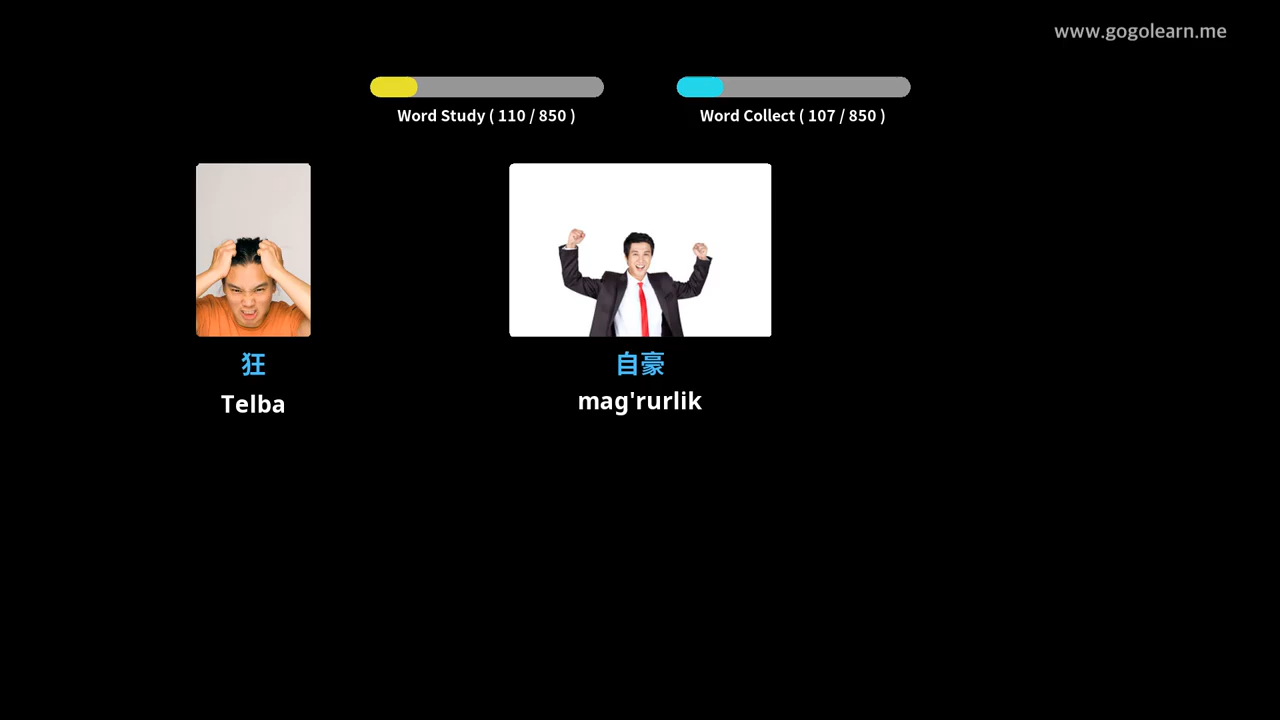 www.gogolearn.me
Word Study ( 110 / 850 )
Word Collect ( 107 / 850 )
狂
Telba
自豪
mag'rurlik